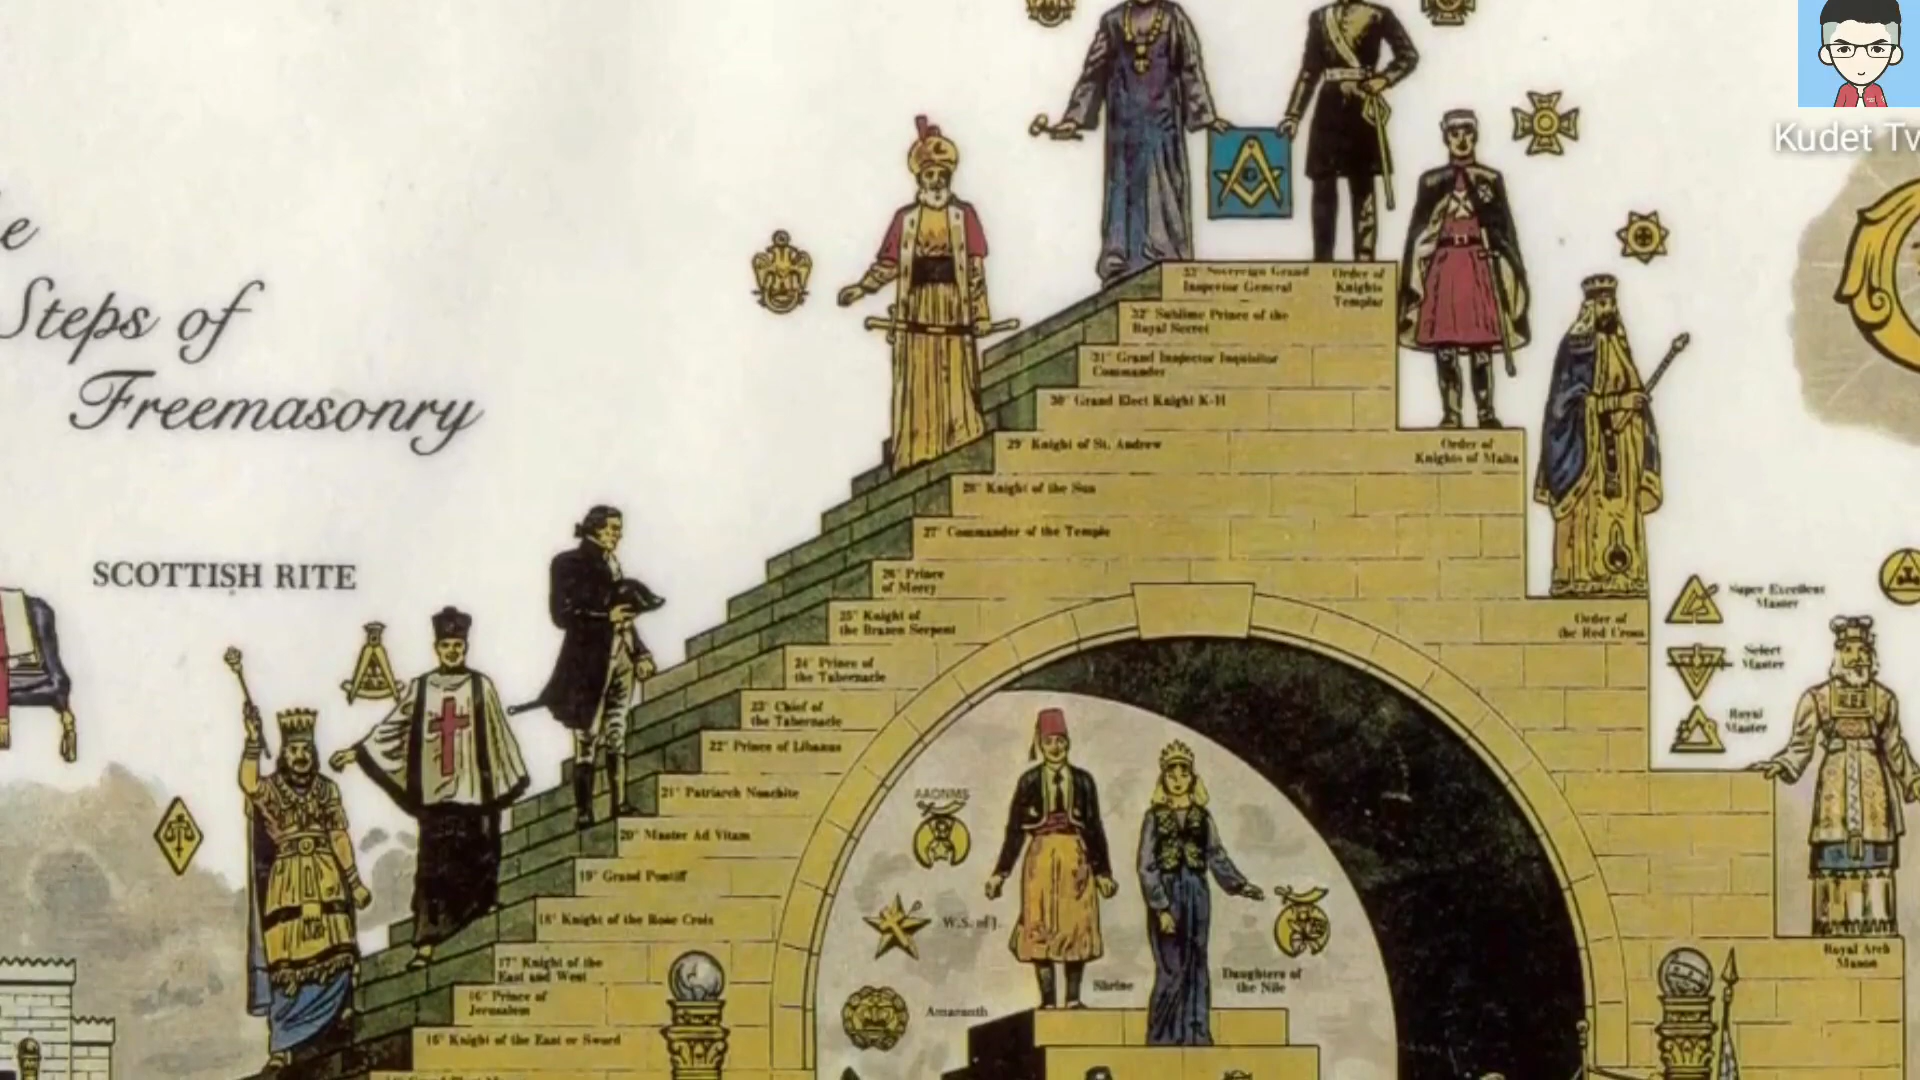 Kudet Tv
Steps of
Freemasonry
SCOTTISH RITE
33° Sovereign Grand
Inspector General
Order of
Knights
Templar
32° Sublime Prince of the
Royal Secret
31° Grand Inspector Inquisitor
Commander
30° Grand Elect Knight K-H
29° Knight of St. Andrew
Order of
Knights of Malta
28° Knight of the Sun
27° Commander of the Temple
26° Prince
of Mercy
25° Knight of
the Brazen Serpent
Order of
the Red Cross
Super Excellent
Master
Select
Master
Royal
Master
24° Prince of
the Tabernacle
23° Chief of
the Tabernacle
22° Prince of Libanus
21° Patriarch Noachite
20° Master Ad Vitam
19° Grand Pontiff
18° Knight of the Rose Croix
17° Knight of the
East and West
16° Prince of
Jerusalem
15° Knight of the East or Sword
AAONMS
W.S. of J.
Amaranth
Shrine
Daughters of
the Nile
Royal Arch
Mason